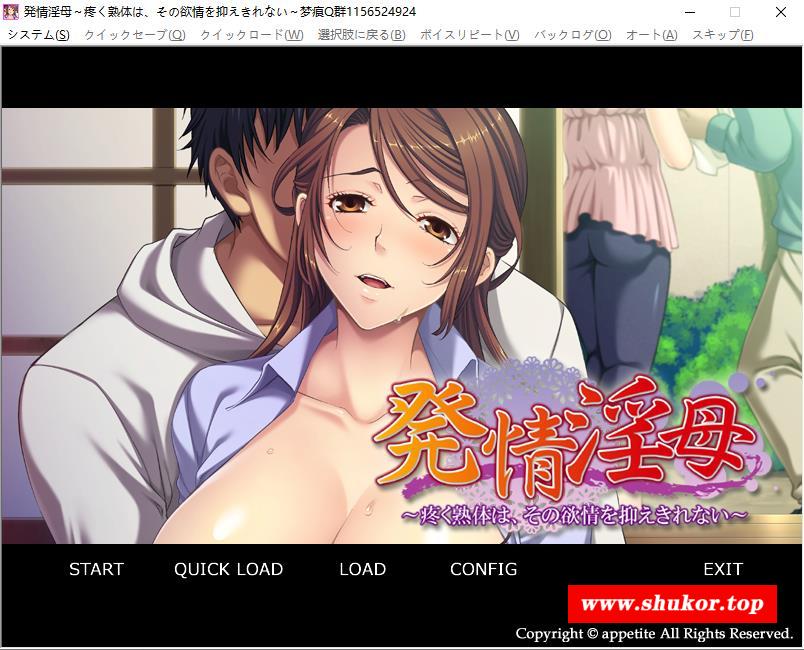 発情淫母～疼く熟体は、その欲情を抑えきれない～梦痕Q群1156524924
システム(S) クイックセーブ(Q) クイックロード(W) 選択肢に戻る(B) ボイスリピート(V) バックログ(O) オート(A) スキップ(F)
発情淫母
～疼く熟体は、その欲情を抑えきれない～
START QUICK LOAD LOAD CONFIG EXIT
www.shukor.top
Copyright © appetite All Rights Reserved.